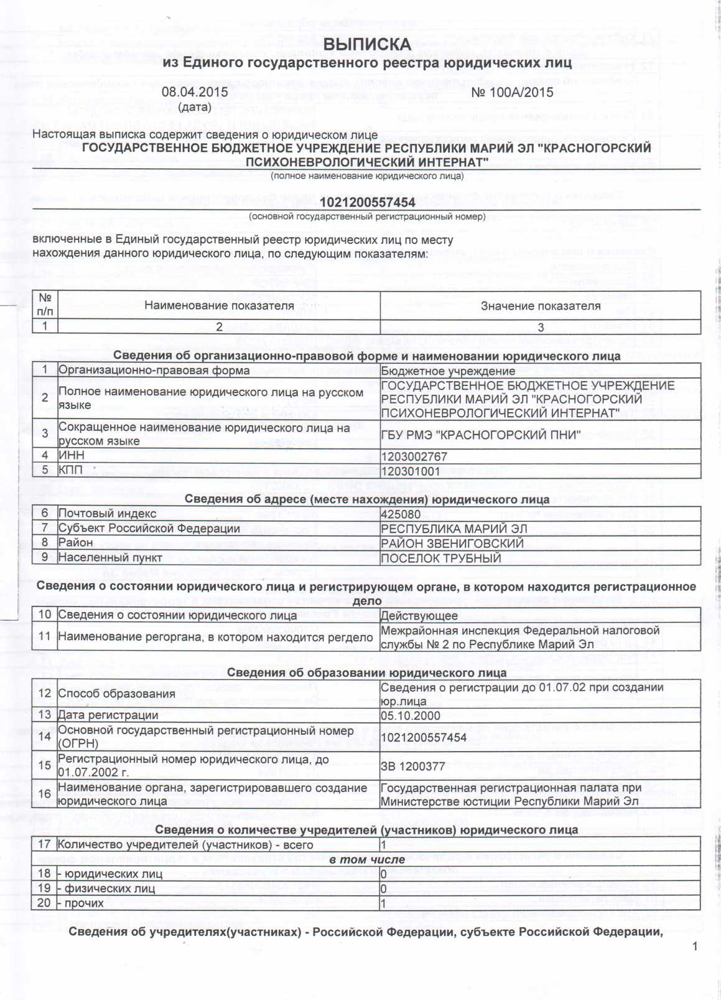 ВЫПИСКА
из Единого государственного реестра юридических лиц
08.04.2015 № 100А/2015
(дата)
Настоящая выписка содержит сведения о юридическом лице
ГОСУДАРСТВЕННОЕ БЮДЖЕТНОЕ УЧРЕЖДЕНИЕ РЕСПУБЛИКИ МАРИЙ ЭЛ "КРАСНОГОРСКИЙ
ПСИХОНЕВРОЛОГИЧЕСКИЙ ИНТЕРНАТ"
(полное наименование юридического лица)
1021200557454
(основной государственный регистрационный номер)
включенные в Единый государственный реестр юридических лиц по месту
нахождения данного юридического лица, по следующим показателям:
№
п/п
Наименование показателя
Значение показателя
1 2 3
Сведения об организационно-правовой форме и наименовании юридического лица
1 Организационно-правовая форма Бюджетное учреждение
2 Полное наименование юридического лица на русском
языке
ГОСУДАРСТВЕННОЕ БЮДЖЕТНОЕ УЧРЕЖДЕНИЕ
РЕСПУБЛИКИ МАРИЙ ЭЛ "КРАСНОГОРСКИЙ
ПСИХОНЕВРОЛОГИЧЕСКИЙ ИНТЕРНАТ"
3 Сокращенное наименование юридического лица на
русском языке
ГБУ РМЭ "КРАСНОГОРСКИЙ ПНИ"
4 ИНН 1203002767
5 КПП 120301001
Сведения об адресе (месте нахождения) юридического лица
6 Почтовый индекс 425080
7 Субъект Российской Федерации РЕСПУБЛИКА МАРИЙ ЭЛ
8 Район РАЙОН ЗВЕНИГОВСКИЙ
9 Населенный пункт ПОСЕЛОК ТРУБНЫЙ
Сведения о состоянии юридического лица и регистрирующем органе, в котором находится регистрационное
дело
10 Сведения о состоянии юридического лица Действующее
11 Наименование регоргана, в котором находится регдело
Межрайонная инспекция Федеральной налоговой
службы № 2 по Республике Марий Эл
Сведения об образовании юридического лица
12 Способ образования
Сведения о регистрации до 01.07.02 при создании
юр.лица
13 Дата регистрации 05.10.2000
14 Основной государственный регистрационный номер
(ОГРН)
1021200557454
15 Регистрационный номер юридического лица, до
01.07.2002 г.
ЗВ 1200377
16 Наименование органа, зарегистрировавшего создание
юридического лица
Государственная регистрационная палата при
Министерстве юстиции Республики Марий Эл
Сведения о количестве учредителей (участников) юридического лица
17 Количество учредителей (участников) - всего 1
в том числе
18 - юридических лиц 0
19 - физических лиц 0
20 - прочих 1
Сведения об учредителях(участниках) - Российской Федерации, субъекте Российской Федерации,
1